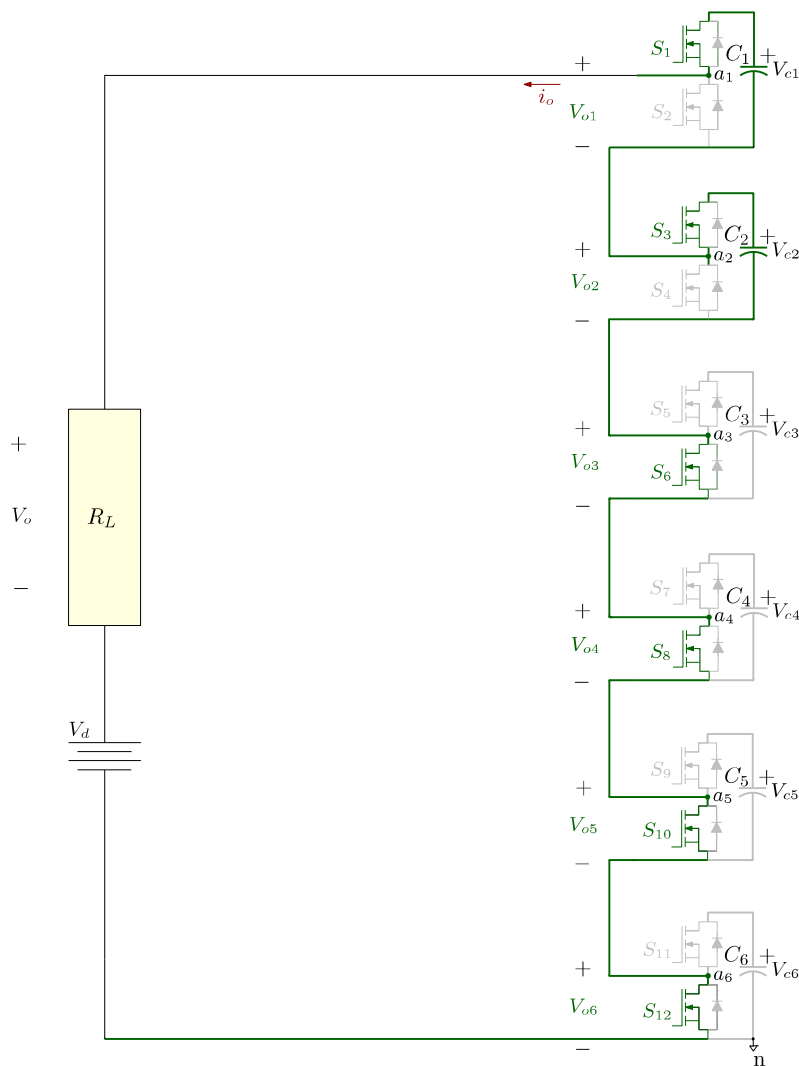 S1 C1 + Vc1
+ a1
io
Vo1 S2
−
S3 C2 + Vc2
+ a2
Vo2 S4
−
S5 C3 + Vc3
+ a3
Vo3 S6
−
+
Vo RL
−
S7 C4 + Vc4
+ a4
Vo4 S8
−
Vd
S9 C5 + Vc5
+ a5
Vo5 S10
−
S11 C6 + Vc6
+ a6
Vo6 S12
−
n